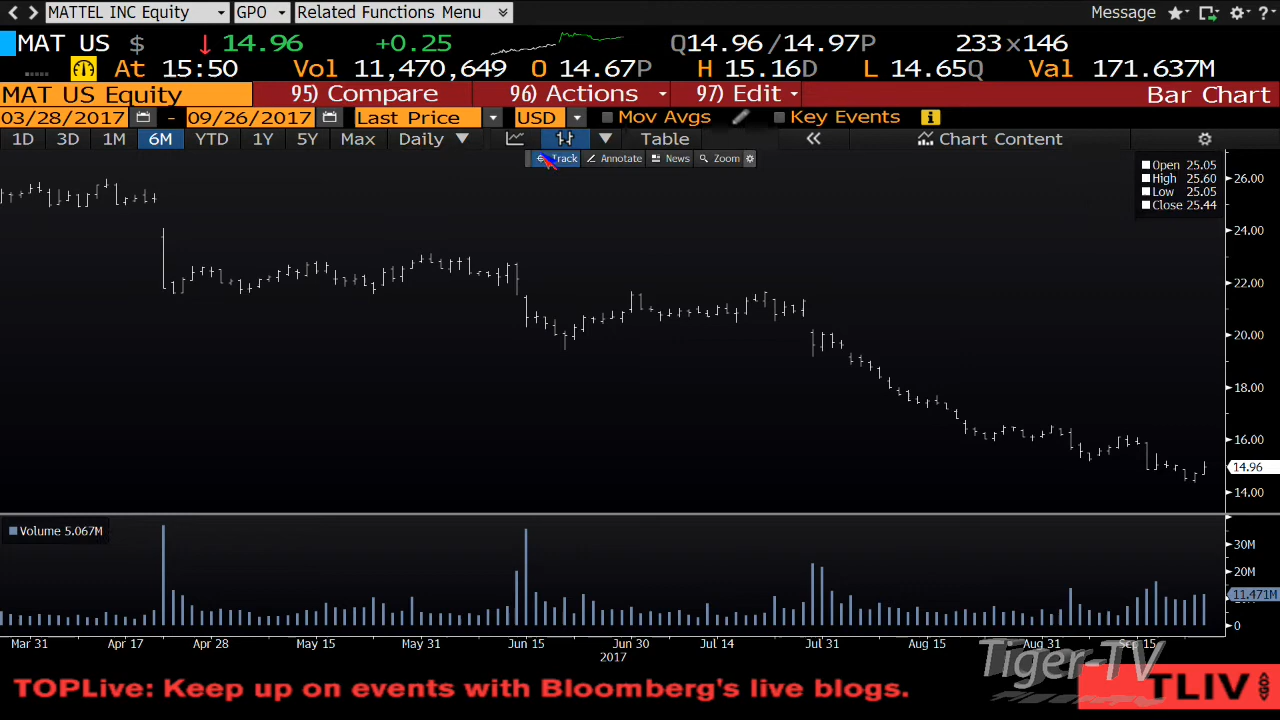 MATTEL INC Equity GPO Related Functions Menu Message
MAT US $ 14.96 +0.25 Q14.96/14.97P 233x146
At 15:50 Vol 11,470,649 O 14.67P H 15.16D L 14.65Q Val 171.637M
MAT US Equity 95) Compare 96) Actions 97) Edit Bar Chart
03/28/2017 - 09/26/2017 Last Price USD Mov Avgs Key Events
1D 3D 1M 6M YTD 1Y 5Y Max Daily Table Chart Content
Track Annotate News Zoom
Open 25.05
High 25.60
Low 25.05
Close 25.44
26.00
24.00
22.00
20.00
18.00
16.00
14.96
14.00
Volume 5.067M
30M
20M
11.471M
0
Mar 31 Apr 17 Apr 28 May 15 May 31 Jun 15 Jun 30 Jul 14 Jul 31 Aug 15 Aug 31 Sep 15
2017
Tiger-TV
TOPLive: Keep up on events with Bloomberg's live blogs. TLIV